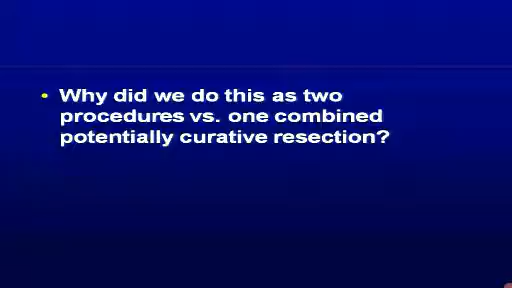 • Why did we do this as two
procedures vs. one combined
potentially curative resection?